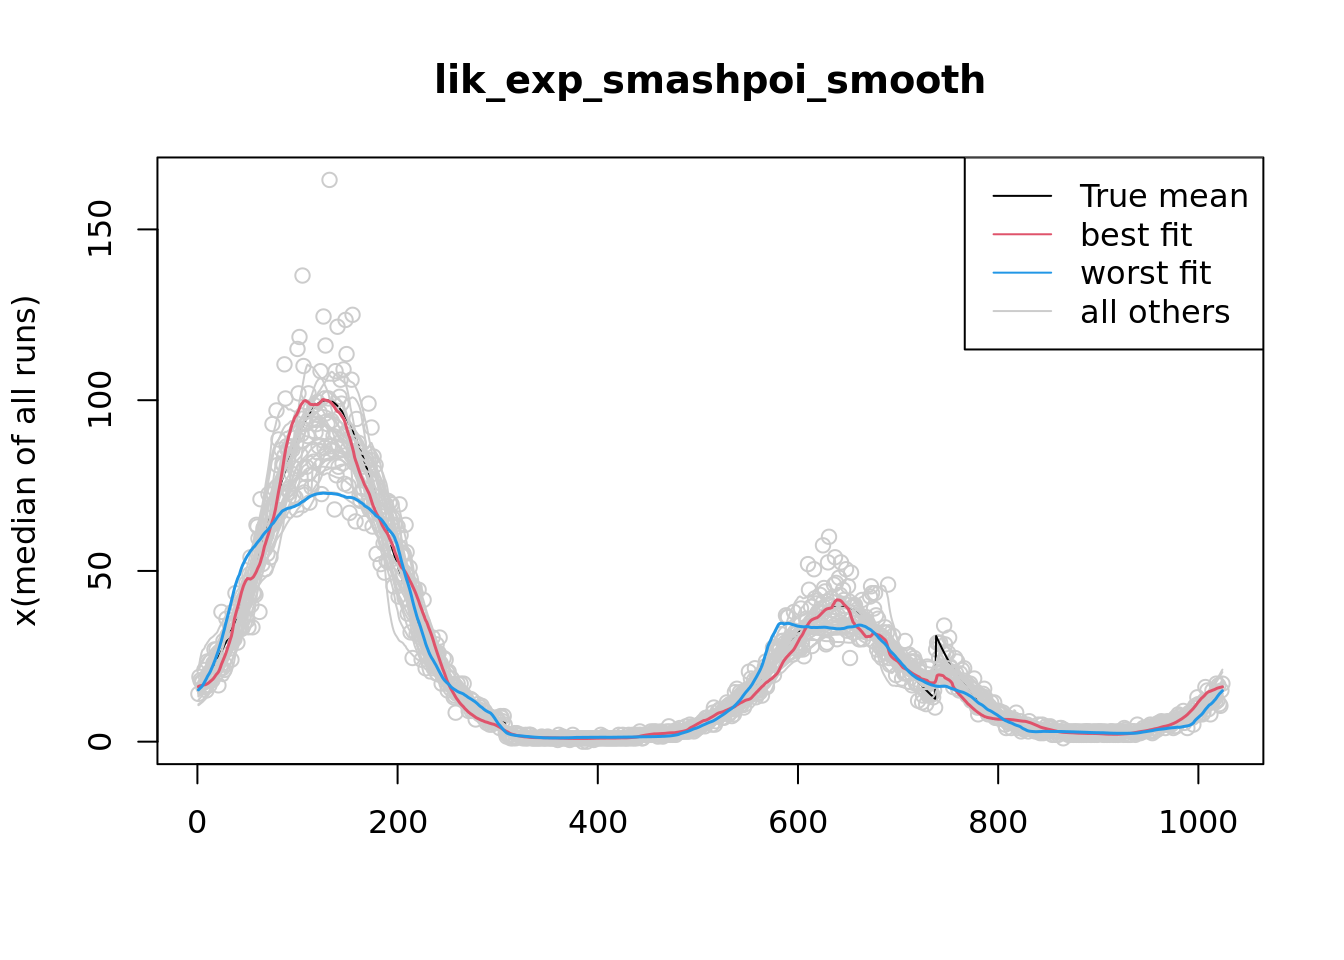 lik_exp_smashpoi_smooth
x(median of all runs)
150
100
50
0
True mean
best fit
worst fit
all others
0 200 400 600 800 1000